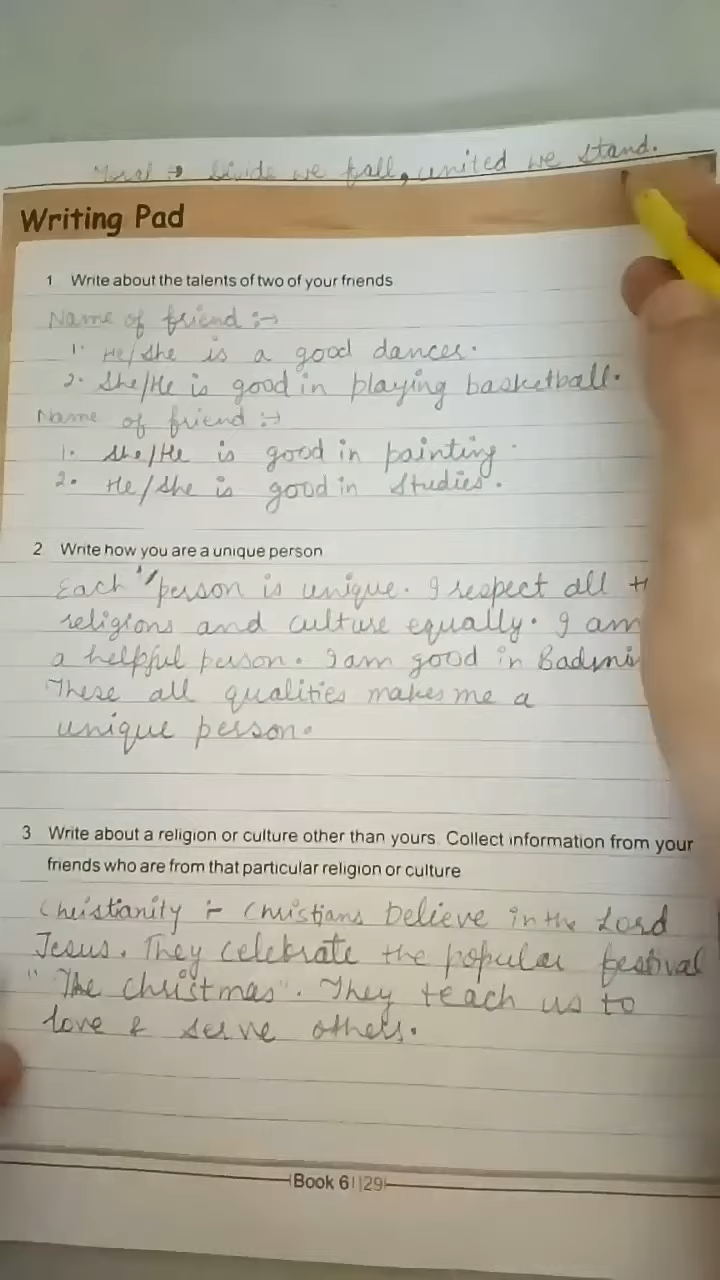 Moral → divide we fall, united we stand.
Writing Pad
1 Write about the talents of two of your friends
Name of friend :→
1. He/She is a good dancer.
2. She/He is good in playing basketball.
Name of friend :→
1. She/He is good in painting.
2. He/She is good in Studies.
2 Write how you are a unique person
Each person is unique. I respect all
religions and culture equally. I am
a helpful person. I am good in Badmi
These all qualities makes me a
unique person.
3 Write about a religion or culture other than yours. Collect information from your
friends who are from that particular religion or culture
Christianity :- Christians believe in the Lord
Jesus. They celebrate the popular festival
"The Christmas". They teach us to
love & serve others.
Book 6 | 29